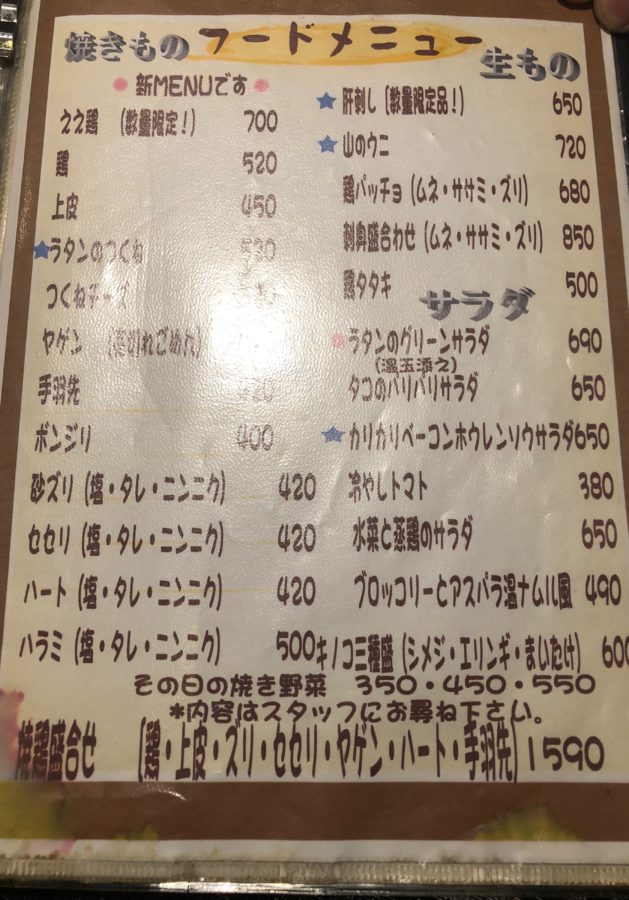 フードメニュー
焼きもの
新MENUです
ええ鶏 (数量限定!) 700
鶏 520
上皮 450
ラタンのつくね 520
つくねチーズ
ヤゲン (売切れごめん)
手羽先 420
ボンジリ 400
砂ズリ (塩・タレ・ニンニク) 420
セセリ (塩・タレ・ニンニク) 420
ハート (塩・タレ・ニンニク) 420
ハラミ (塩・タレ・ニンニク) 500
生もの
肝刺し (数量限定品!) 650
山のウニ 720
鶏パッチョ (ムネ・ササミ・ズリ) 680
刺身盛合わせ (ムネ・ササミ・ズリ) 850
鶏タタキ 500
サラダ
ラタンのグリーンサラダ 690
(温玉添え)
タコのパリパリサラダ 650
カリカリベーコンホウレンソウサラダ 650
冷やしトマト 380
水菜と蒸鶏のサラダ 650
ブロッコリーとアスパラ温ナムル風 490
キノコ三種盛 (シメジ・エリンギ・まいたけ) 600
その日の焼き野菜 350・450・550
*内容はスタッフにお尋ね下さい。
焼鶏盛合せ (鶏・上皮・ズリ・セセリ・ヤゲン・ハート・手羽先) 1590